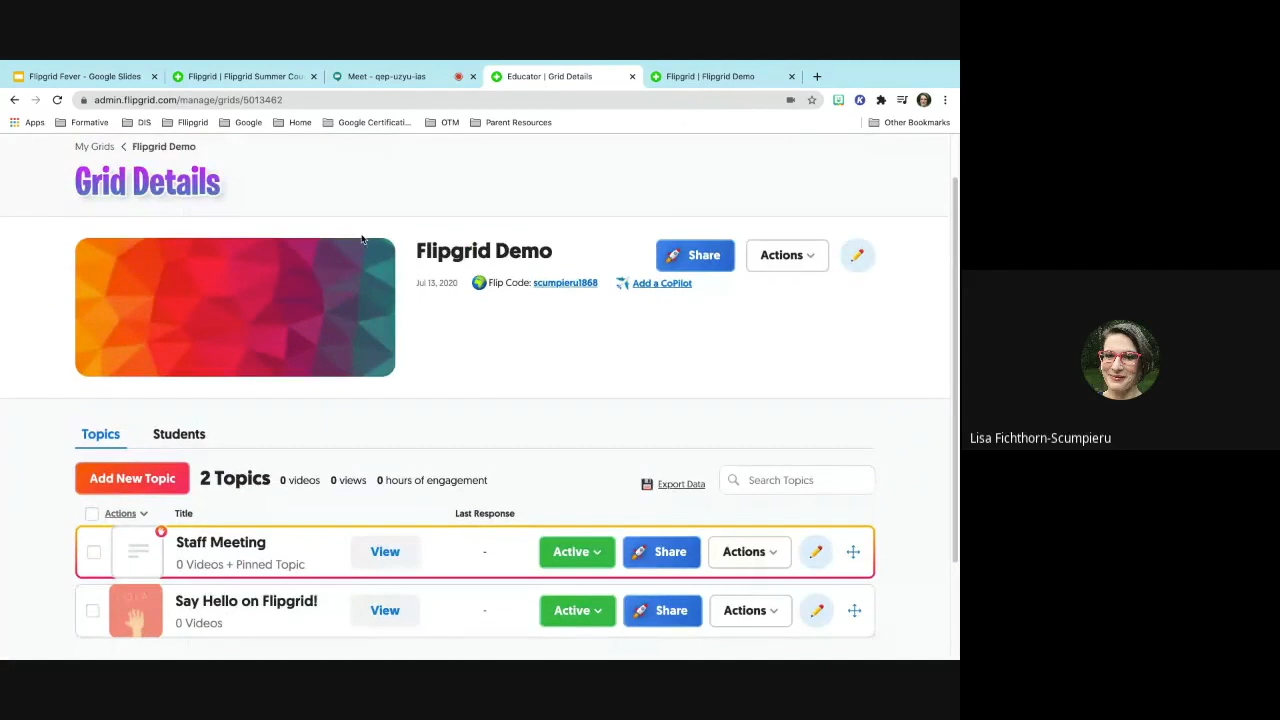 Flipgrid Fever - Google Slides
Flipgrid | Flipgrid Summer Cou
Meet - qep-uzyu-ias
Educator | Grid Details
Flipgrid | Flipgrid Demo
admin.flipgrid.com/manage/grids/5013462
Apps Formative DIS Flipgrid Google Home Google Certificati... OTM Parent Resources Other Bookmarks
My Grids Flipgrid Demo
Grid Details
Flipgrid Demo
Share
Actions
Jul 13, 2020 Flip Code: scumpieru1868 Add a CoPilot
Topics Students
Add New Topic 2 Topics 0 videos 0 views 0 hours of engagement Export Data Search Topics
Actions Title Last Response
Staff Meeting
0 Videos + Pinned Topic
View - Active Share Actions
Say Hello on Flipgrid!
0 Videos
View - Active Share Actions
Lisa Fichthorn-Scumpieru